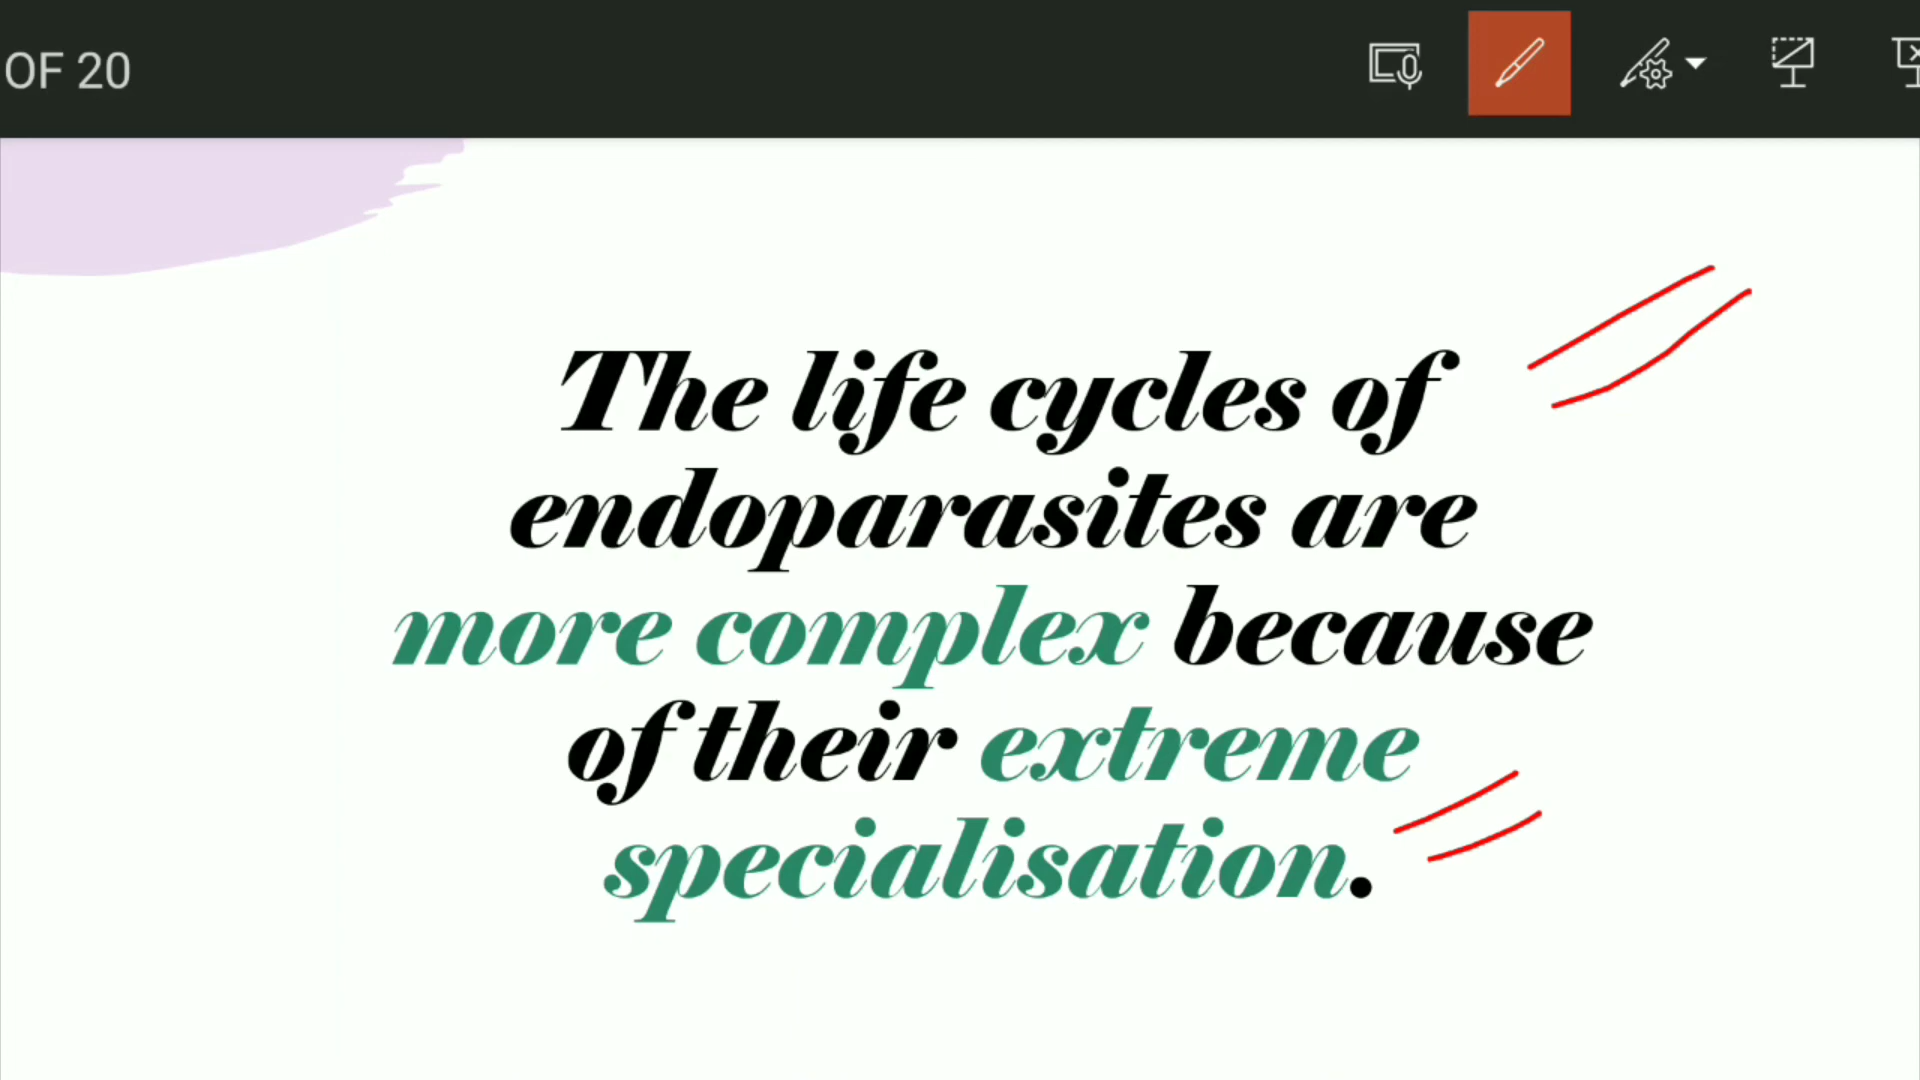 OF 20
The life cycles of
endoparasites are
more complex because
of their extreme
specialisation.